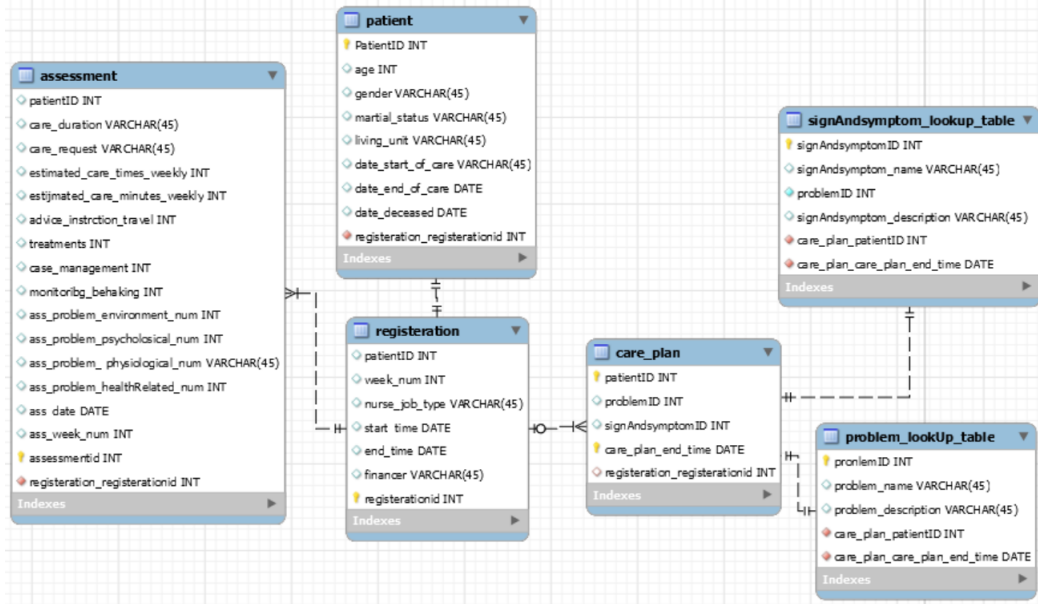 patient
PatientID INT
age INT
gender VARCHAR(45)
martial_status VARCHAR(45)
living_unit VARCHAR(45)
date_start_of_care VARCHAR(45)
date_end_of_care DATE
date_deceased DATE
registeration_registerationid INT
Indexes
assessment
patientID INT
care_duration VARCHAR(45)
care_request VARCHAR(45)
estimated_care_times_weekly INT
estijmated_care_minutes_weekly INT
advice_instrction_travel INT
treatments INT
case_management INT
monitoribg_behaking INT
ass_problem_environment_num INT
ass_problem_psycholosical_num INT
ass_problem_ physiological_num VARCHAR(45)
ass_problem_healthRelated_num INT
ass_date DATE
ass_week_num INT
assessmentid INT
registeration_registerationid INT
Indexes
registeration
patientID INT
week_num INT
nurse_job_type VARCHAR(45)
start_time DATE
end_time DATE
financer VARCHAR(45)
registerationid INT
Indexes
care_plan
patientID INT
problemID INT
signAndsymptomID INT
care_plan_end_time DATE
registeration_registerationid INT
Indexes
signAndsymptom_lookup_table
signAndsymptomID INT
signAndsymptom_name VARCHAR(45)
problemID INT
signAndsymptom_description VARCHAR(45)
care_plan_patientID INT
care_plan_care_plan_end_time DATE
Indexes
problem_lookUp_table
pronlemID INT
problem_name VARCHAR(45)
problem_description VARCHAR(45)
care_plan_patientID INT
care_plan_care_plan_end_time DATE
Indexes